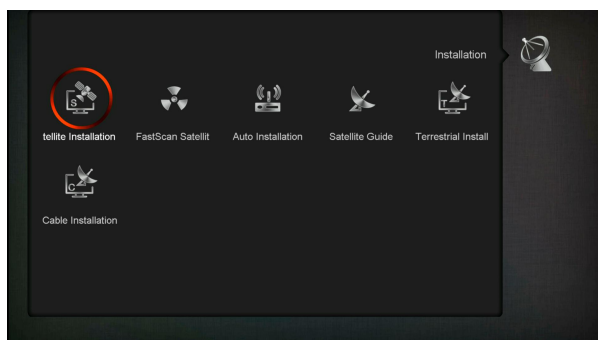 Installation
tellite Installation
FastScan Satellit
Auto Installation
Satellite Guide
Terrestrial Install
Cable Installation
S
T
C